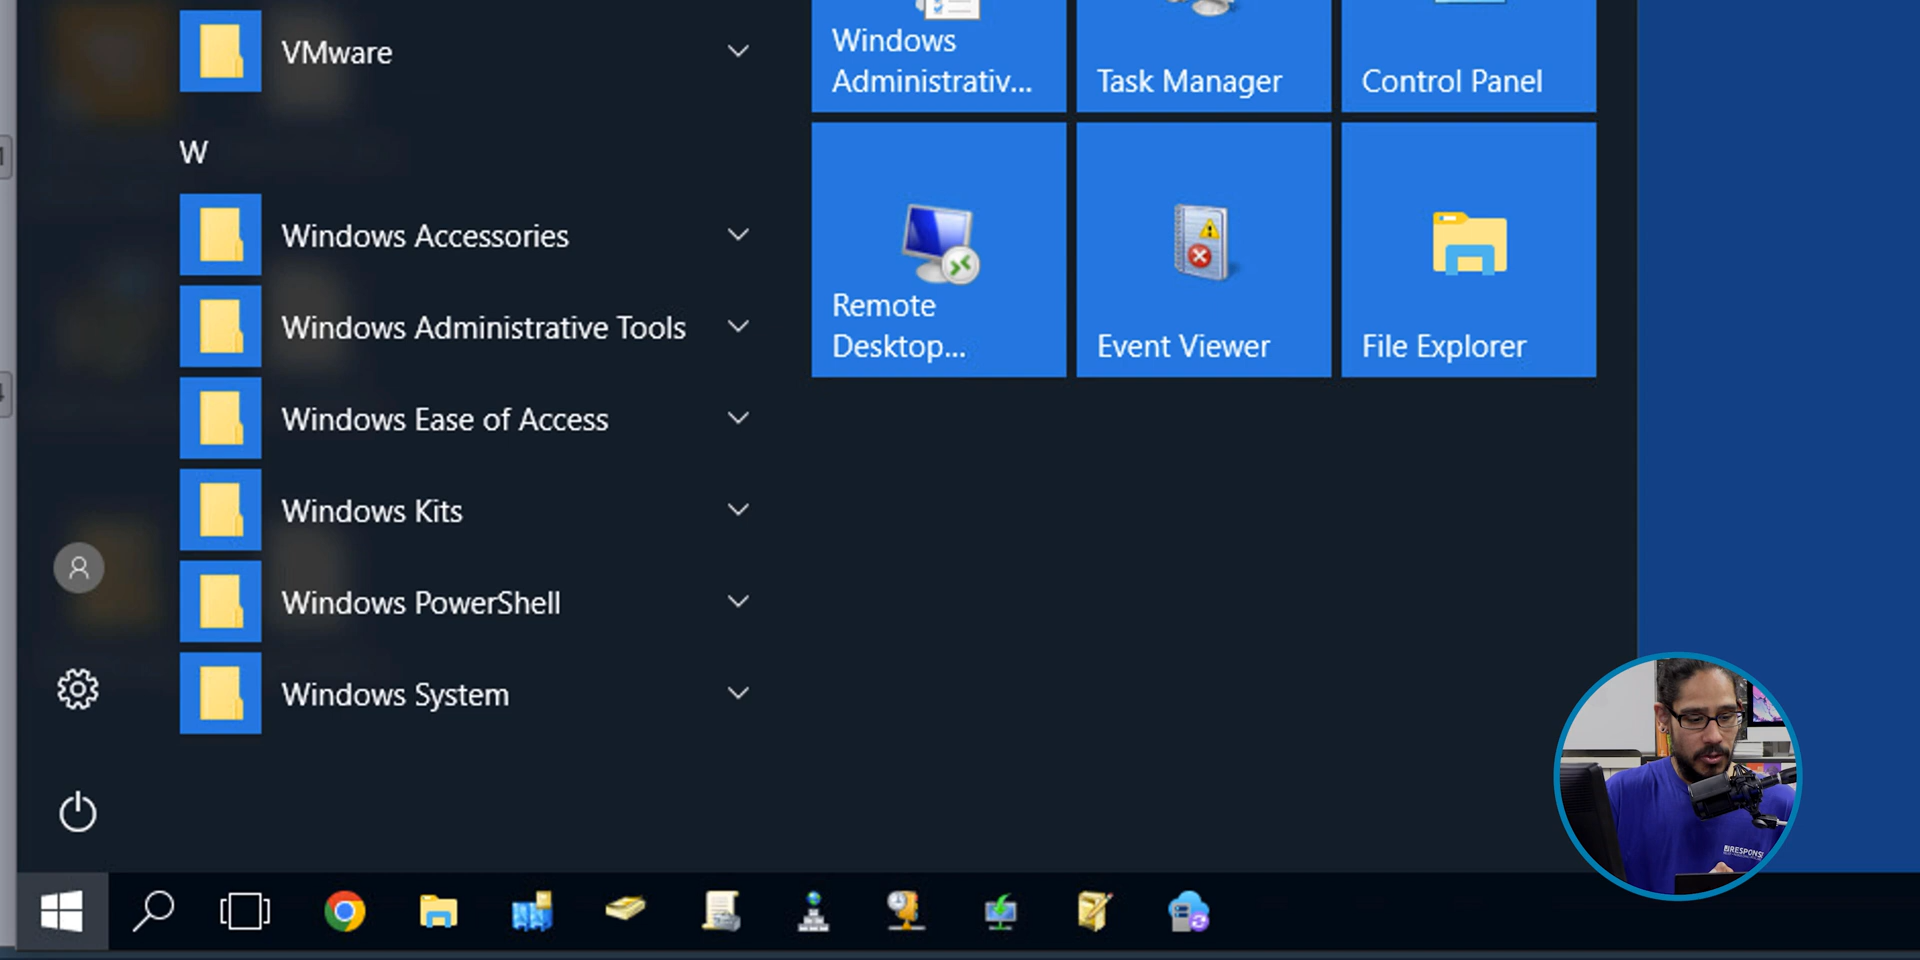 VMware
W
Windows Accessories
Windows Administrative Tools
Windows Ease of Access
Windows Kits
Windows PowerShell
Windows System
Windows
Administrativ...
Task Manager
Control Panel
Remote
Desktop...
Event Viewer
File Explorer